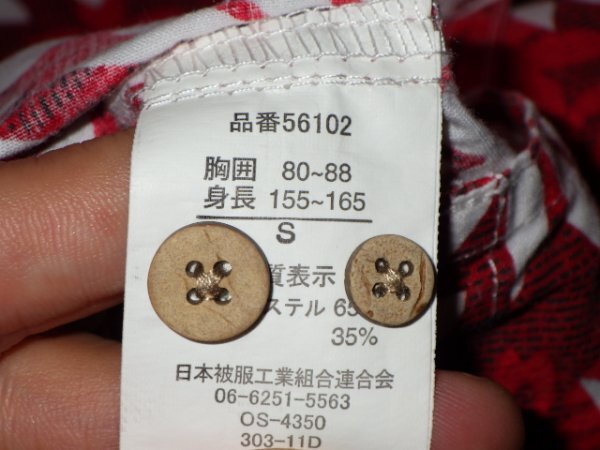 品番56102
胸囲 80~88
身長 155~165
S
質表示
ステル 65
35%
日本被服工業組合連合会
06-6251-5563
OS-4350
303-11D